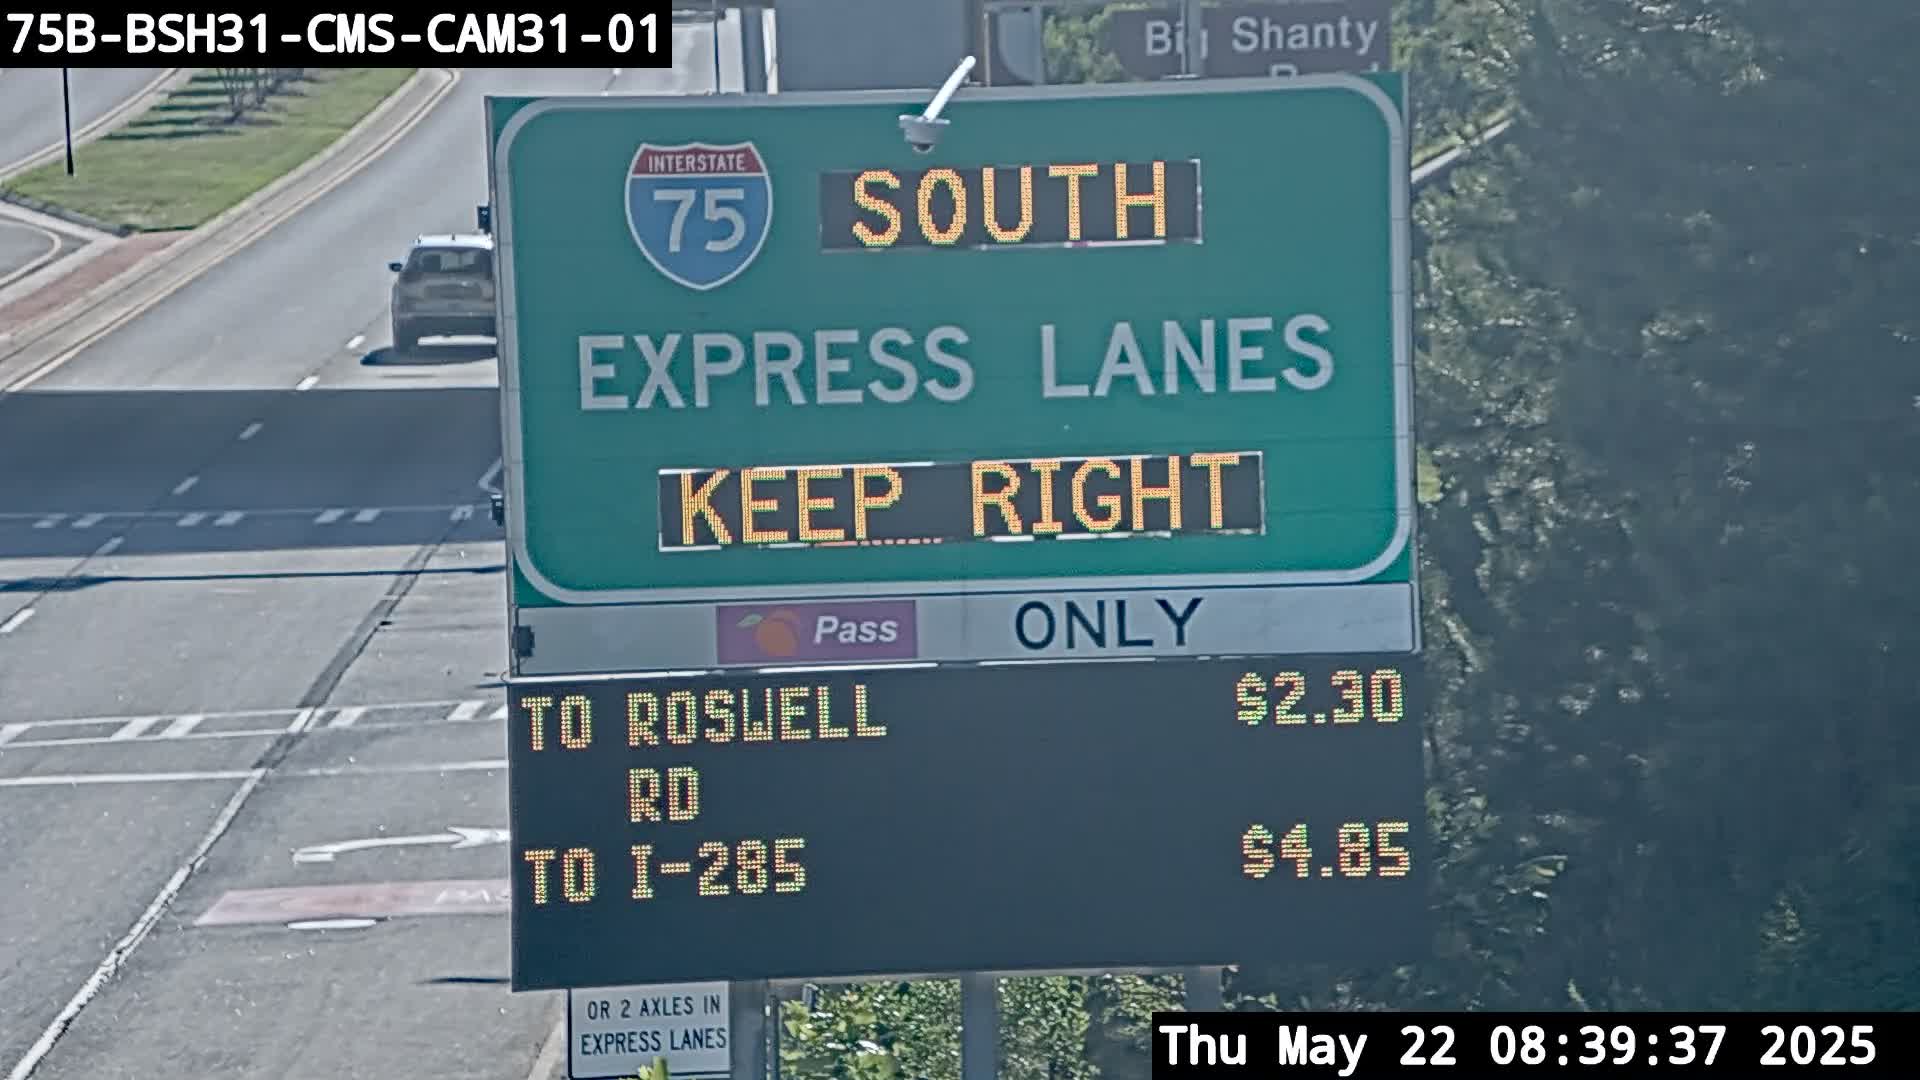 75B-BSH31-CMS-CAM31-01
Big Shanty
Road
INTERSTATE
75
SOUTH
EXPRESS LANES
KEEP RIGHT
Pass ONLY
TO ROSWELL $2.30
RD
TO I-285 $4.85
OR 2 AXLES IN
EXPRESS LANES
Thu May 22 08:39:37 2025